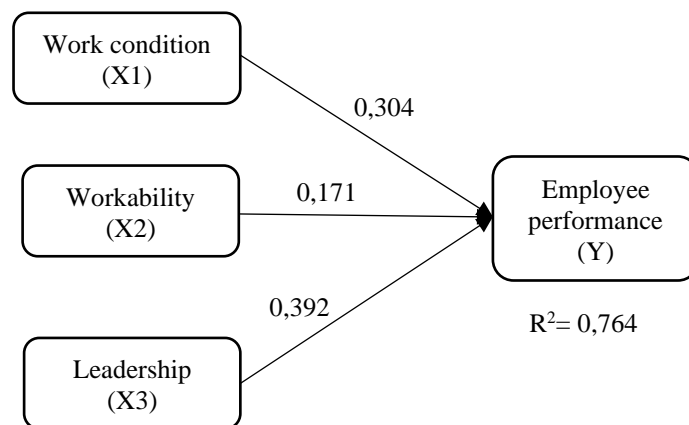 Work condition
(X1)
0,304
Workability
(X2)
0,171
Employee
performance
(Y)
0,392
R²= 0,764
Leadership
(X3)